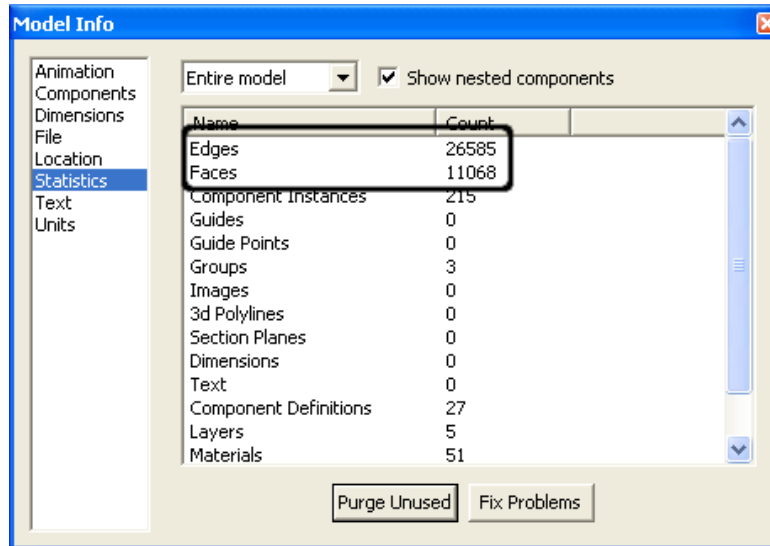 Model Info
Animation
Components
Dimensions
File
Location
Statistics
Text
Units
Entire model
Show nested components
Name Count
Edges 26585
Faces 11068
Component Instances 215
Guides 0
Guide Points 0
Groups 3
Images 0
3d Polylines 0
Section Planes 0
Dimensions 0
Text 0
Component Definitions 27
Layers 5
Materials 51
Purge Unused Fix Problems